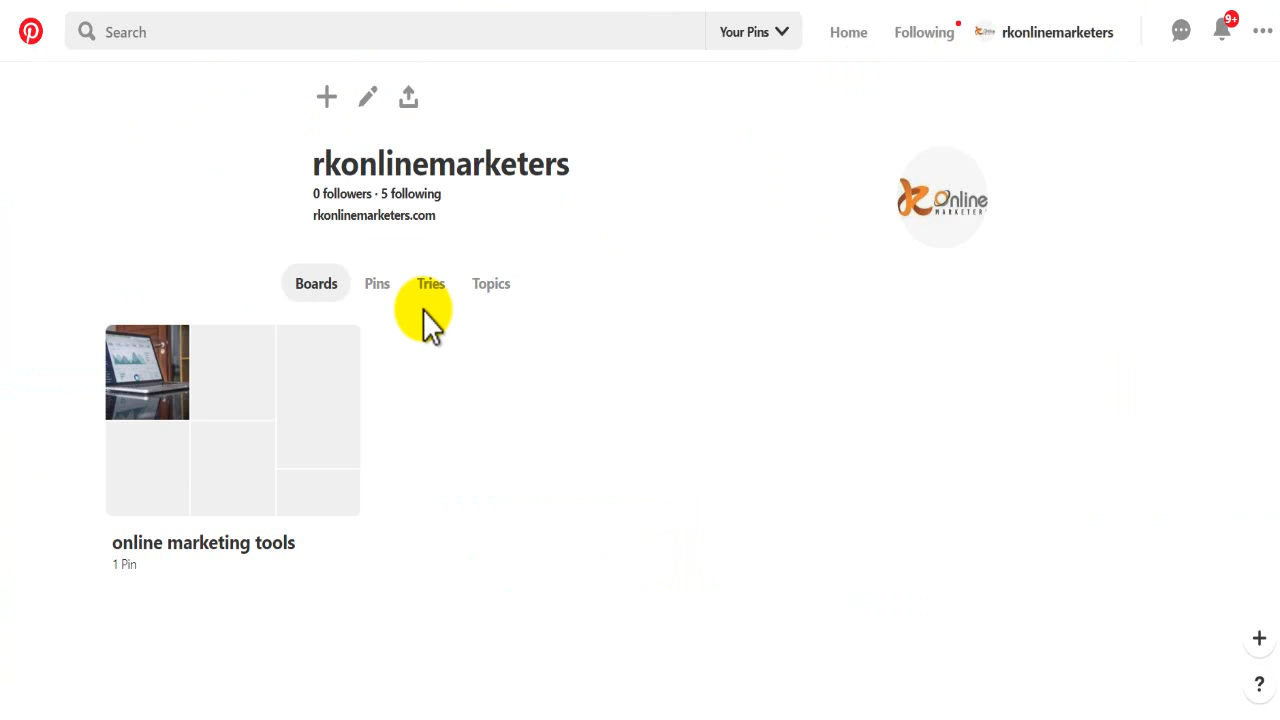 Search
Your Pins
Home
Following
rkonlinemarketers
9+
rkonlinemarketers
0 followers · 5 following
rkonlinemarketers.com
Online
MARKETER
Boards
Pins
Tries
Topics
online marketing tools
1 Pin
?